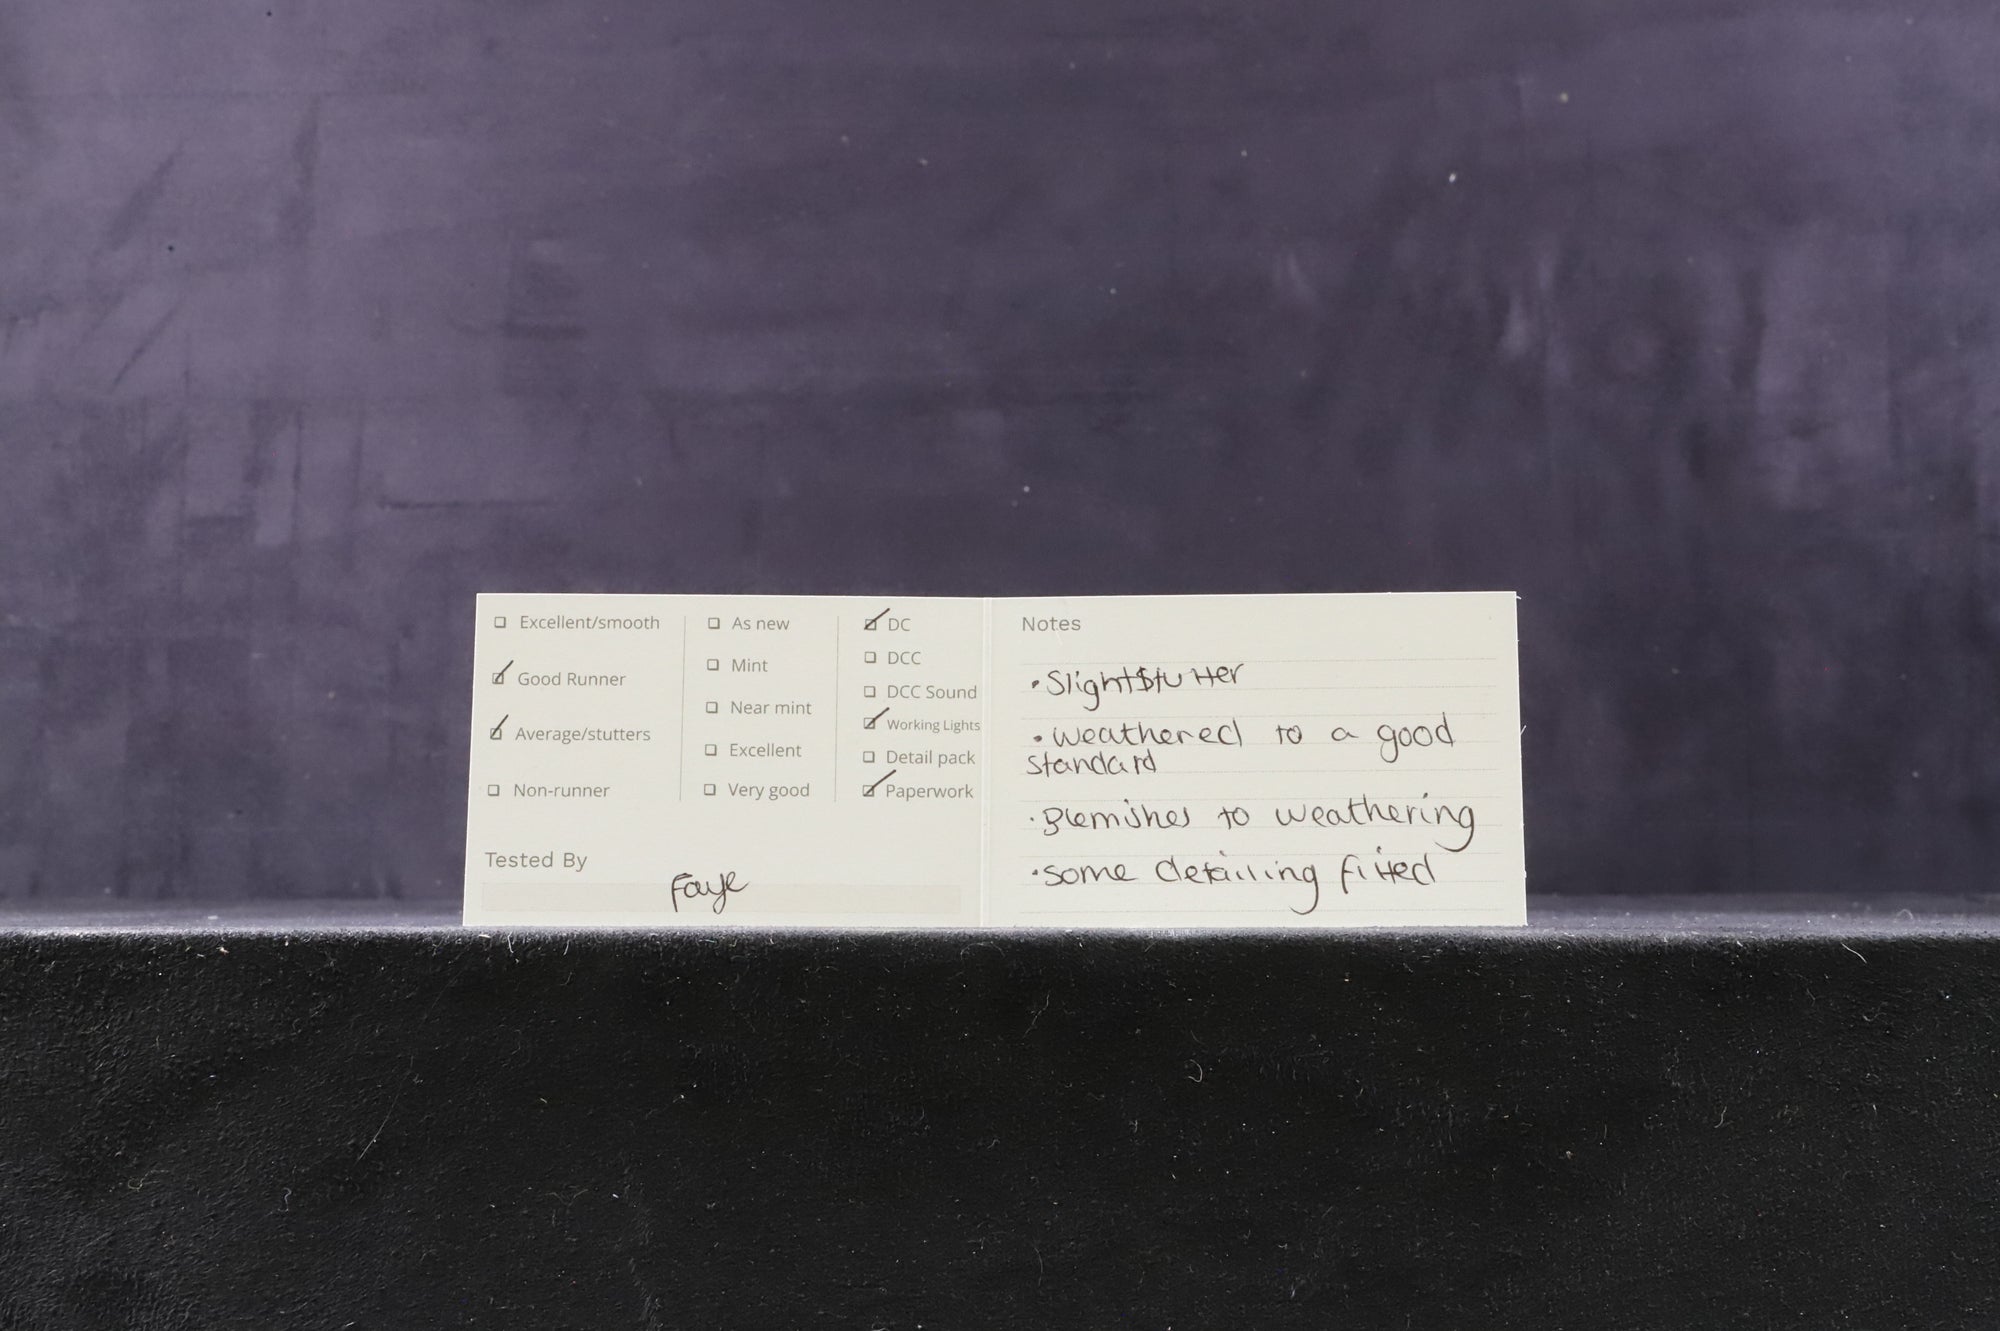 Excellent/smooth
Good Runner
Average/stutters
Non-runner
As new
Mint
Near mint
Excellent
Very good
DC
DCC
DCC Sound
Working Lights
Detail pack
Paperwork
Tested By
Faye
Notes
• Slight stutter
• weathered to a good
standard
• Blemishes to weathering
• some detailing fitted